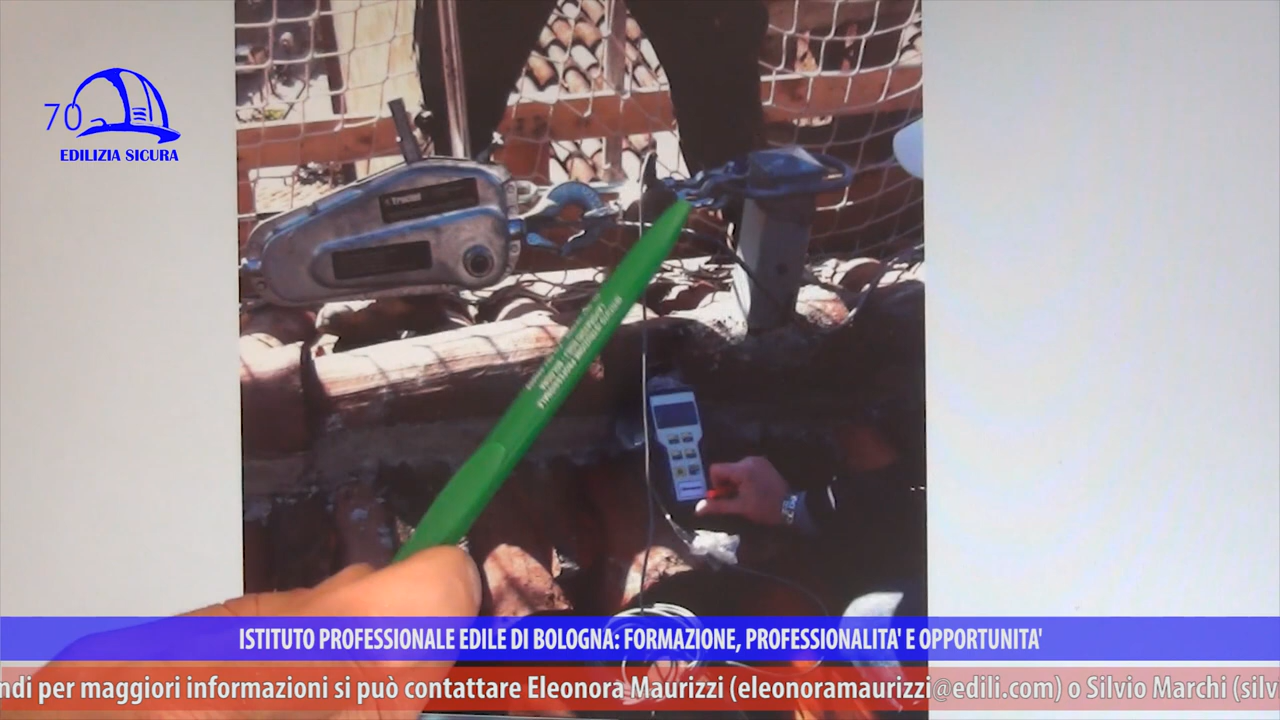 70
EDILIZIA SICURA
ISTITUTO PROFESSIONALE EDILE DI BOLOGNA: FORMAZIONE, PROFESSIONALITA' E OPPORTUNITA'
ndi per maggiori informazioni si può contattare Eleonora Maurizzi (eleonoramaurizzi@edili.com) o Silvio Marchi (silv